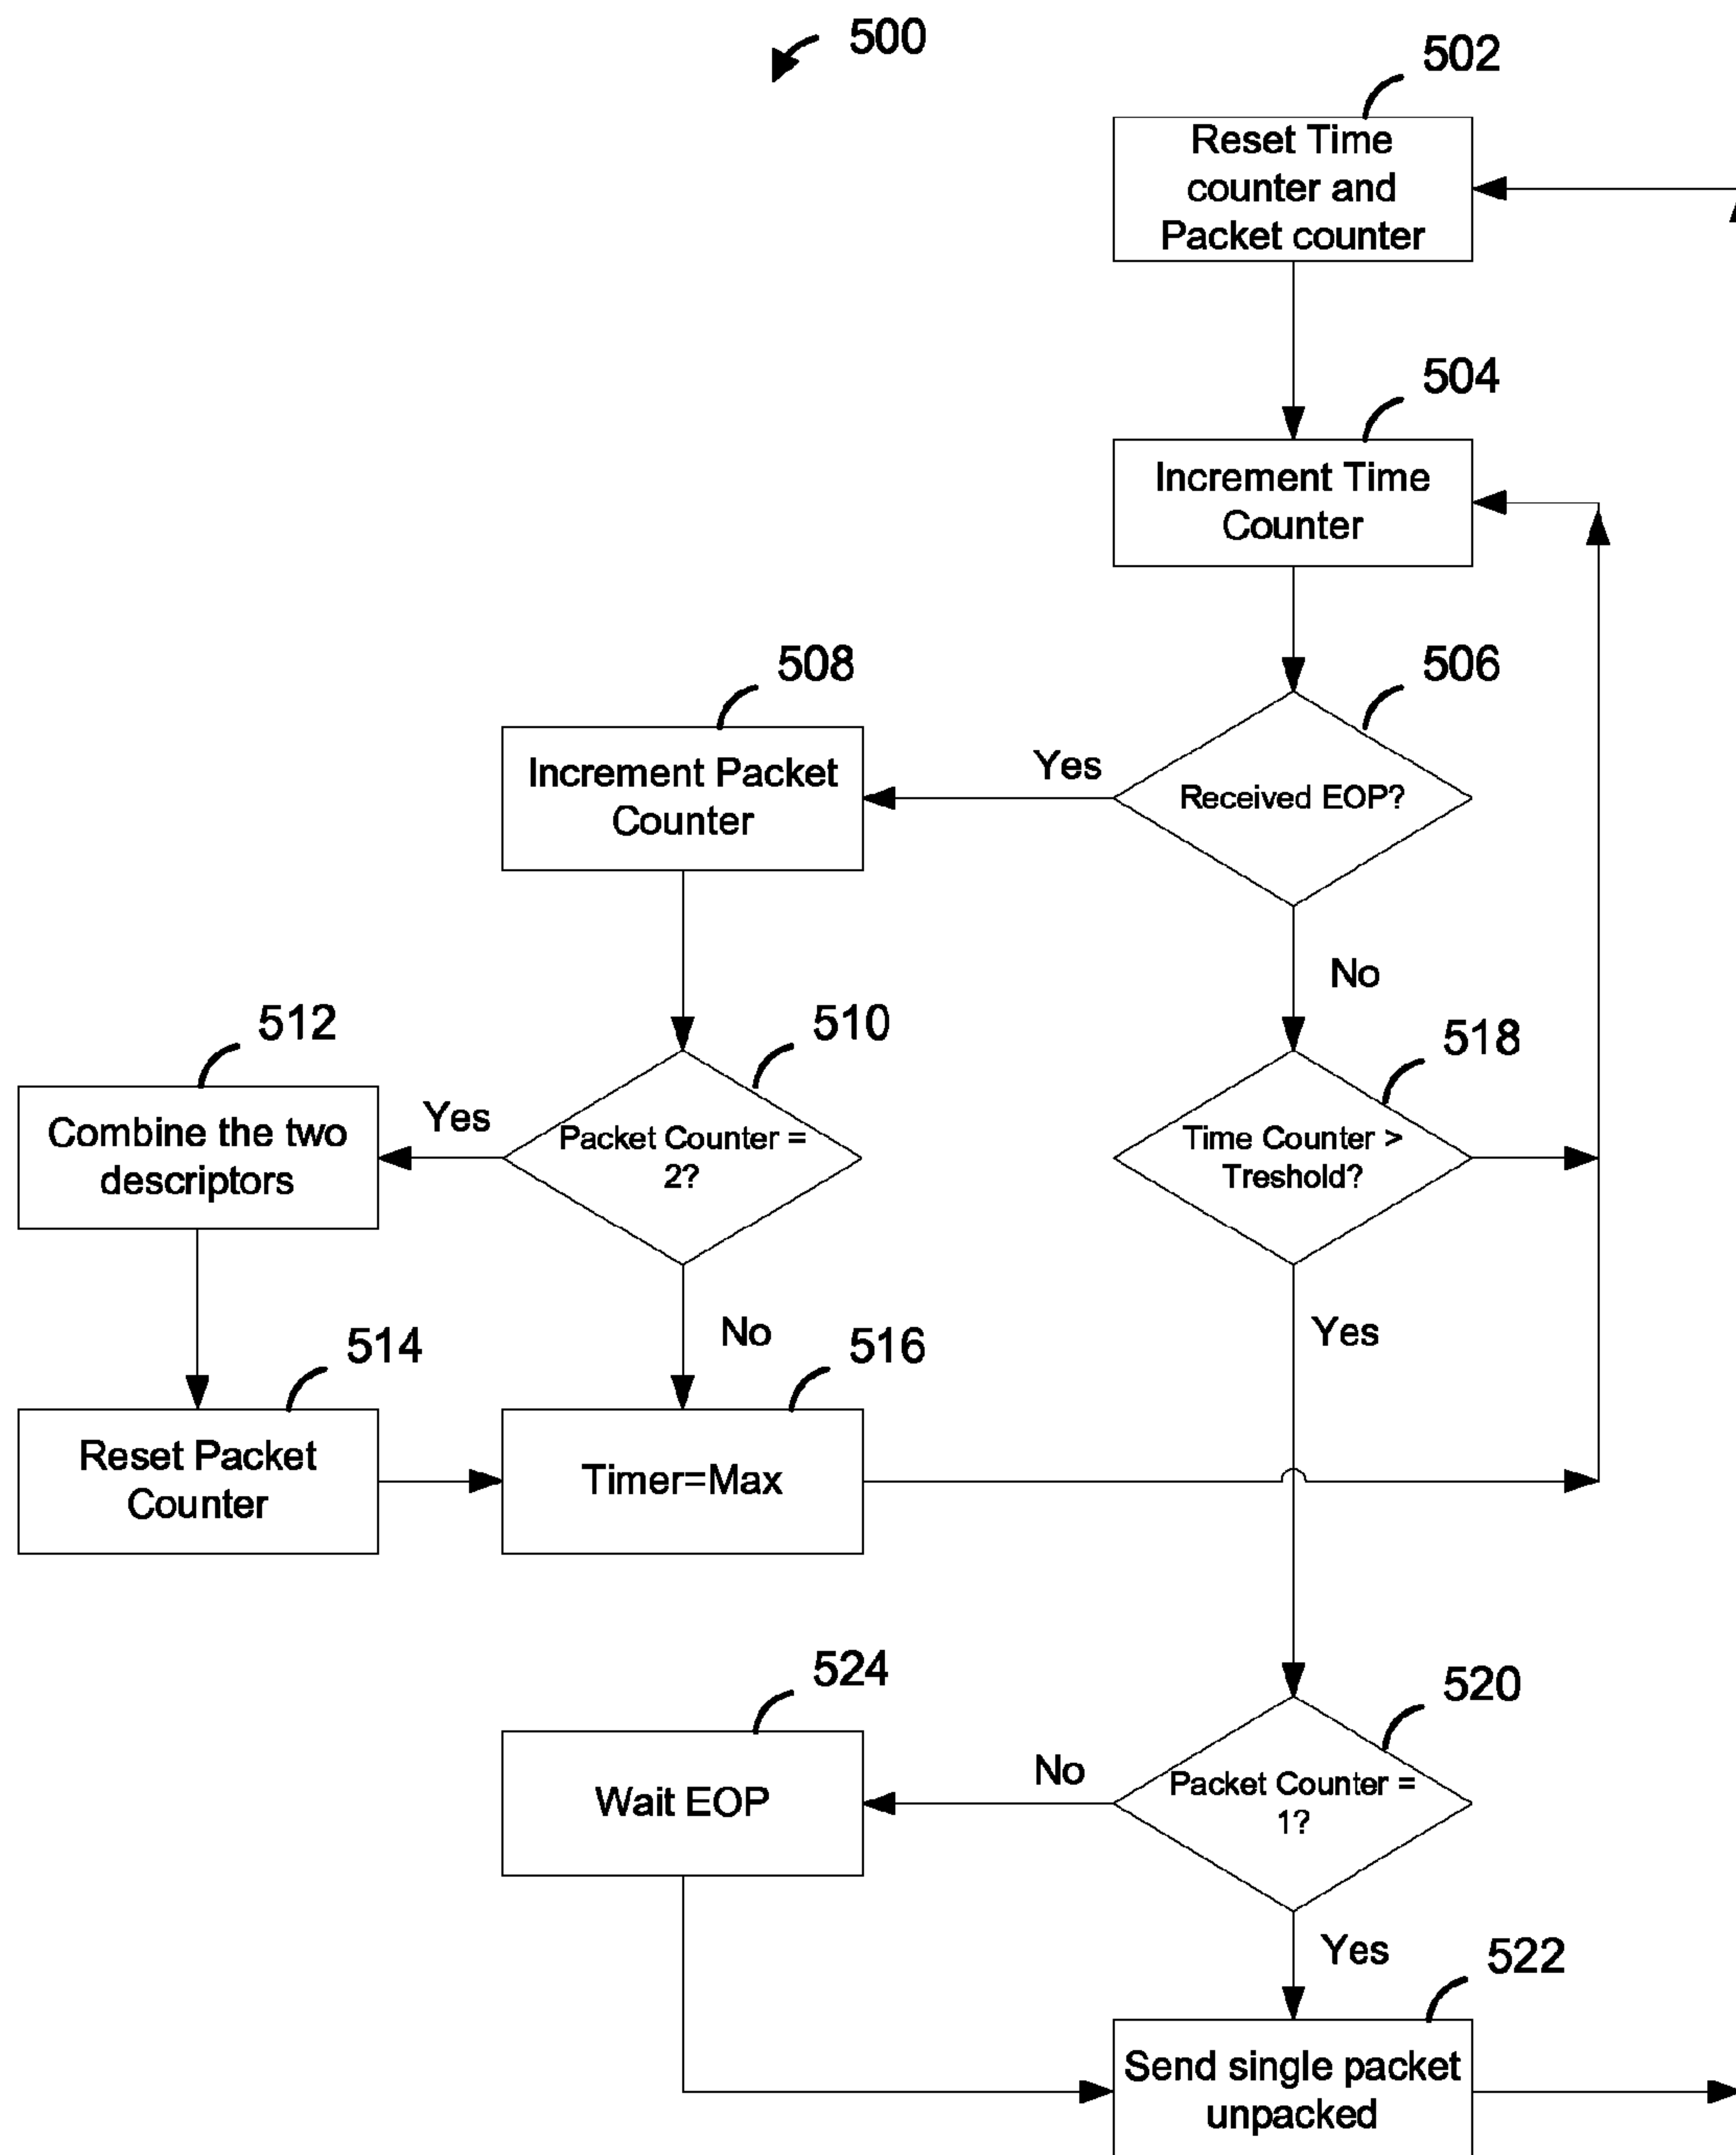 500
502
Reset Time
counter and
Packet counter
504
Increment Time
Counter
506
Received EOP?
Yes
508
Increment Packet
Counter
No
510
Packet Counter =
2?
Yes
512
Combine the two
descriptors
518
Time Counter >
Treshold?
No
Yes
514
Reset Packet
Counter
516
Timer=Max
520
Packet Counter =
1?
No
524
Wait EOP
Yes
522
Send single packet
unpacked